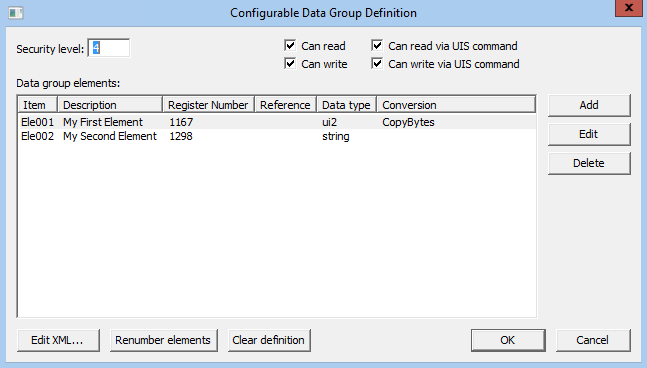 Configurable Data Group Definition
Security level: 4
Can read
Can read via UIS command
Can write
Can write via UIS command
Data group elements:
Item Description Register Number Reference Data type Conversion
Ele001 My First Element 1167 ui2 CopyBytes
Ele002 My Second Element 1298 string
Add
Edit
Delete
Edit XML...
Renumber elements
Clear definition
OK
Cancel